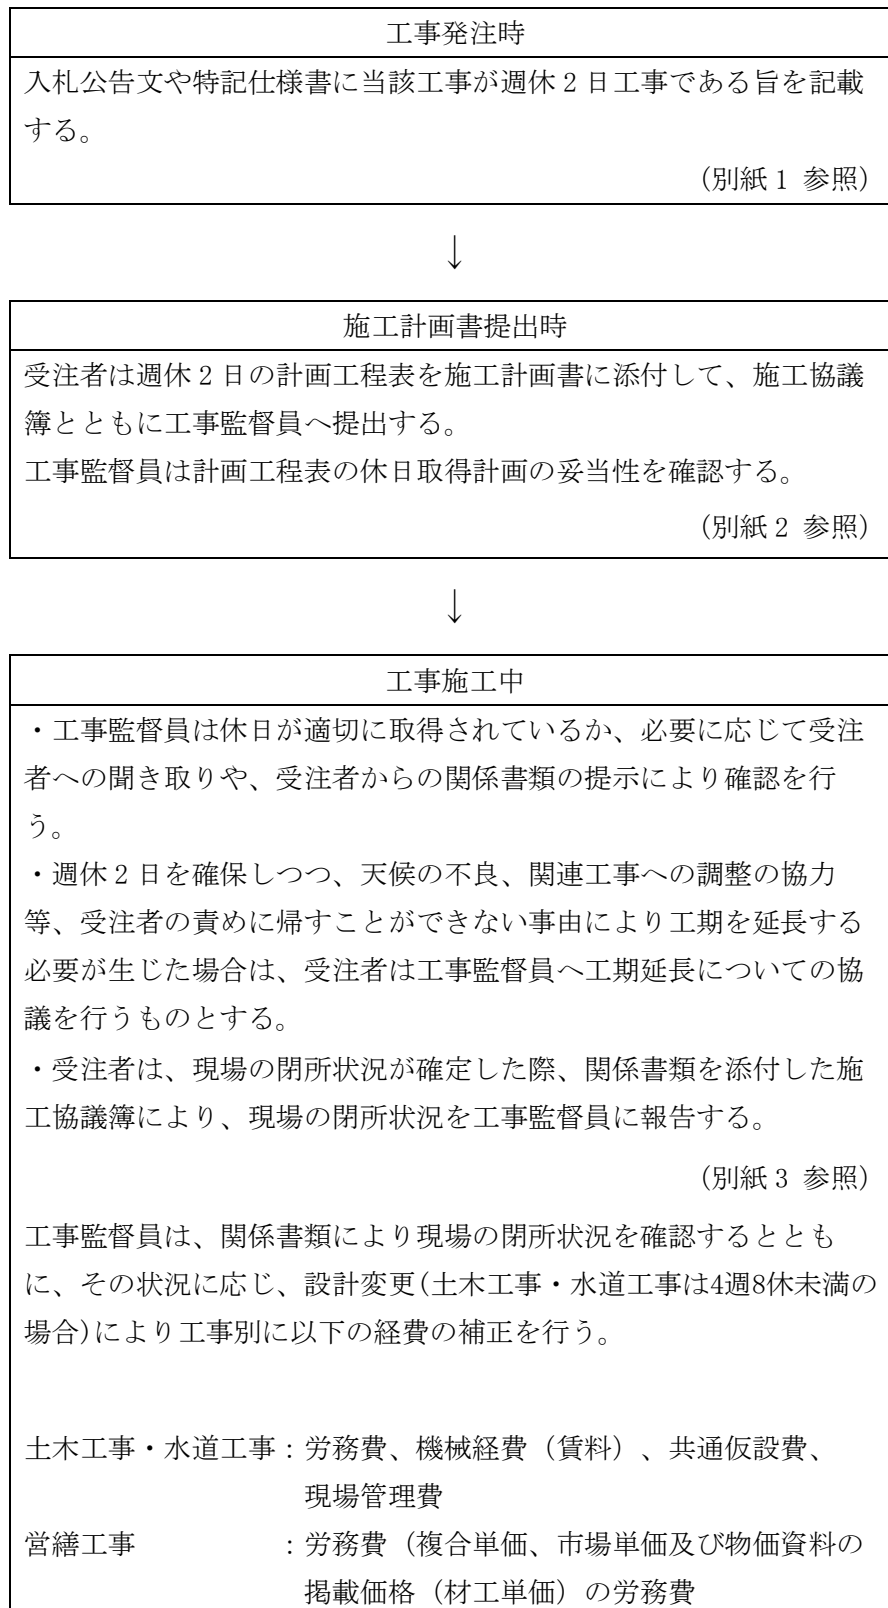 工事発注時
入札公告文や特記仕様書に当該工事が週休２日工事である旨を記載
する。
(別紙１ 参照)
↓
施工計画書提出時
受注者は週休２日の計画工程表を施工計画書に添付して、施工協議
簿とともに工事監督員へ提出する。
工事監督員は計画工程表の休日取得計画の妥当性を確認する。
(別紙２ 参照)
↓
工事施工中
・工事監督員は休日が適切に取得されているか、必要に応じて受注
者への聞き取りや、受注者からの関係書類の提示により確認を行
う。
・週休２日を確保しつつ、天候の不良、関連工事への調整の協力
等、受注者の責めに帰すことができない事由により工期を延長する
必要が生じた場合は、受注者は工事監督員へ工期延長についての協
議を行うものとする。
・受注者は、現場の閉所状況が確定した際、関係書類を添付した施
工協議簿により、現場の閉所状況を工事監督員に報告する。
(別紙３ 参照)
工事監督員は、関係書類により現場の閉所状況を確認するととも
に、その状況に応じ、設計変更(土木工事・水道工事は4週8休未満の
場合)により工事別に以下の経費の補正を行う。
土木工事・水道工事：労務費、機械経費（賃料）、共通仮設費、
現場管理費
営繕工事　　　　　：労務費（複合単価、市場単価及び物価資料の
掲載価格（材工単価）の労務費